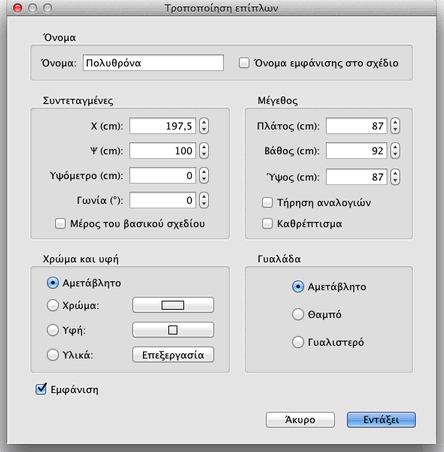 Τροποποίηση επίπλων
Όνομα
Όνομα: Πολυθρόνα Όνομα εμφάνισης στο σχέδιο
Συντεταγμένες Μέγεθος
Χ (cm): 197,5 Πλάτος (cm): 87
Ψ (cm): 100 Βάθος (cm): 92
Υψόμετρο (cm): 0 Ύψος (cm): 87
Γωνία (°): 0 Τήρηση αναλογιών
Μέρος του βασικού σχεδίου Καθρέπτισμα
Χρώμα και υφή Γυαλάδα
Αμετάβλητο Αμετάβλητο
Χρώμα: Θαμπό
Υφή: Γυαλιστερό
Υλικά: Επεξεργασία
Εμφάνιση
Άκυρο Εντάξει